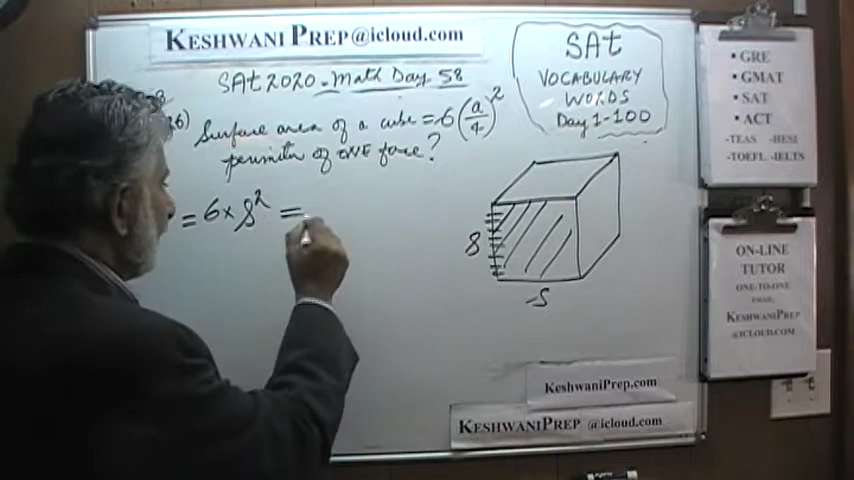 KESHWANI PREP@icloud.com
SAt 2020 - Math Day 58
6) Surface area of a cube = 6 (a/4)²
perimeter of ONE face?
= 6 × s² =
s
s
SAt
VOCABULARY
WORDS
Day 1-100
• GRE
• GMAT
• SAT
• ACT
-TEAS -HESI
-TOEFL -IELTS
ON-LINE
TUTOR
ONE-TO-ONE
EMAIL:
KESHWANIPREP
@ICLOUD.COM
KESHWANIPREP.COM
KESHWANIPREP @icloud.com